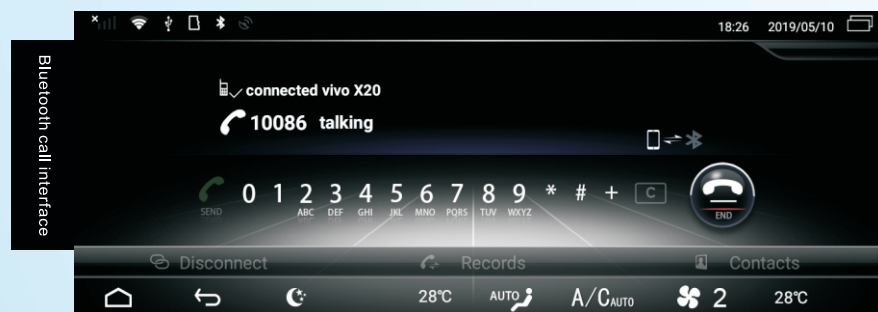 Bluetooth call interface
18:26 2019/05/10
connected vivo X20
10086 talking
0 1 2 3 4 5 6 7 8 9 * # + C
SEND ABC DEF GHI JKL MNO PQRS TUV WXYZ END
Disconnect Records Contacts
28℃ AUTO A/C AUTO 2 28℃